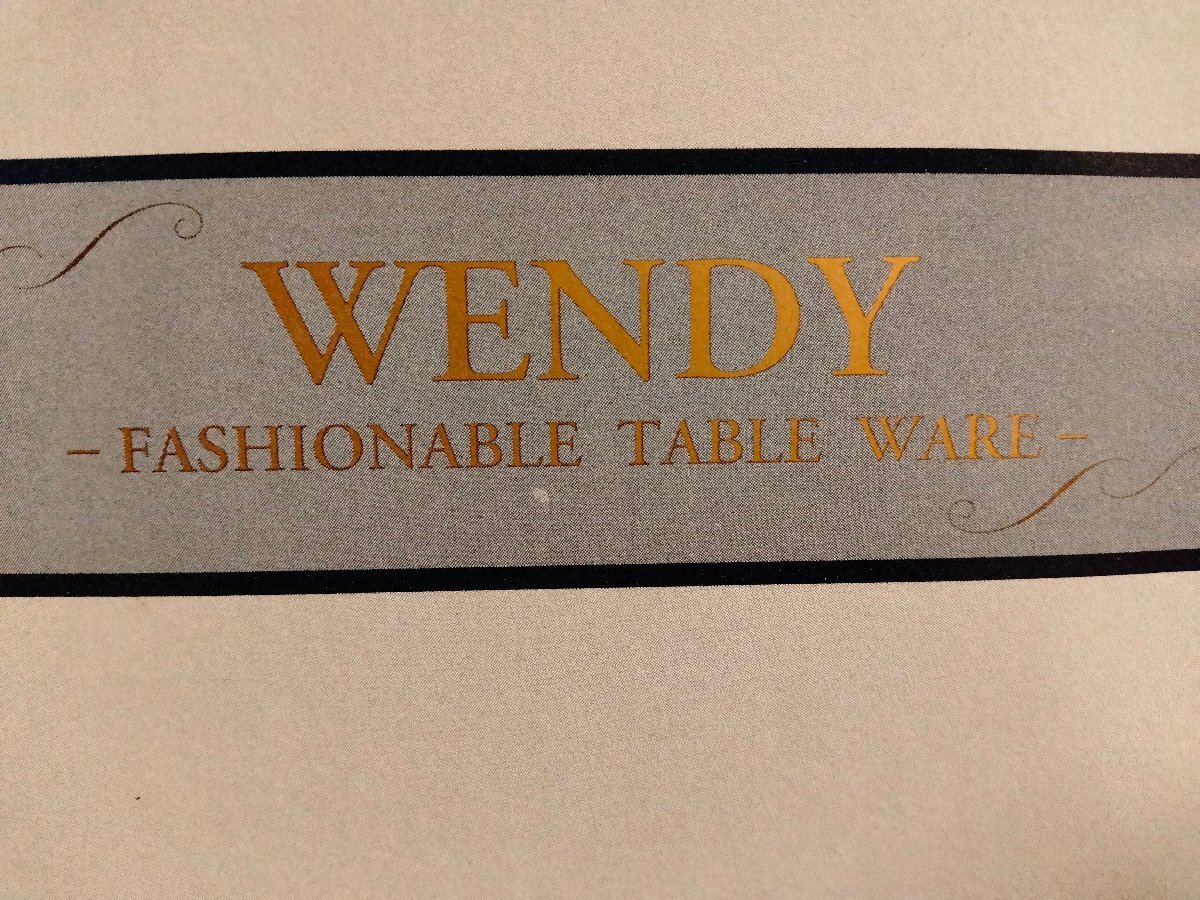 WENDY
– FASHIONABLE TABLE WARE –